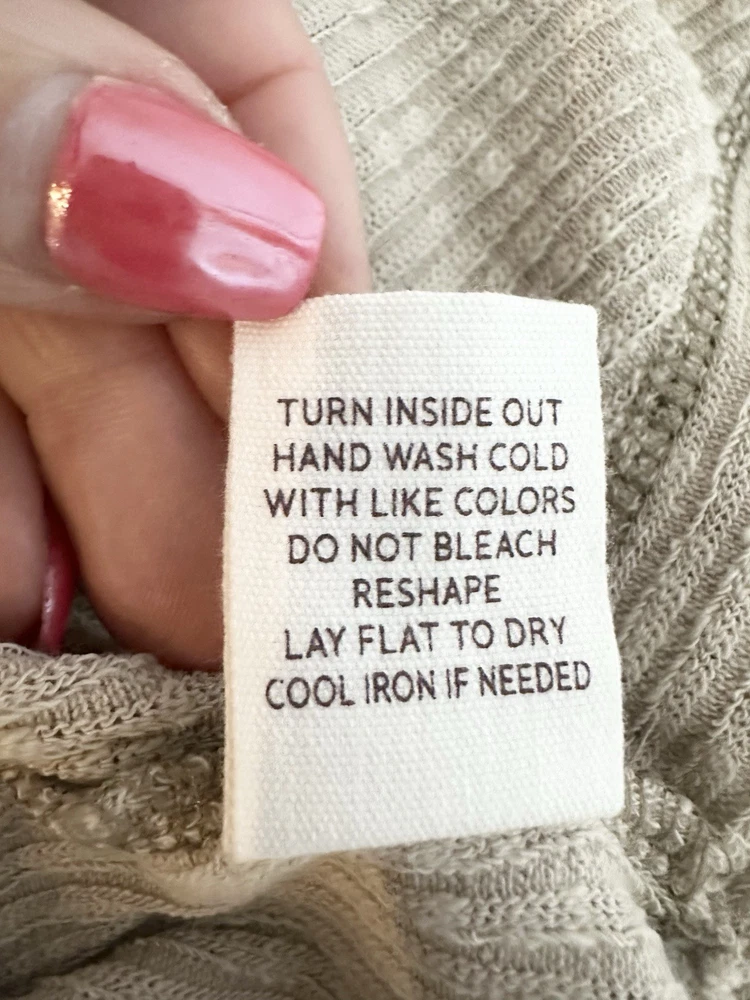 TURN INSIDE OUT
HAND WASH COLD
WITH LIKE COLORS
DO NOT BLEACH
RESHAPE
LAY FLAT TO DRY
COOL IRON IF NEEDED